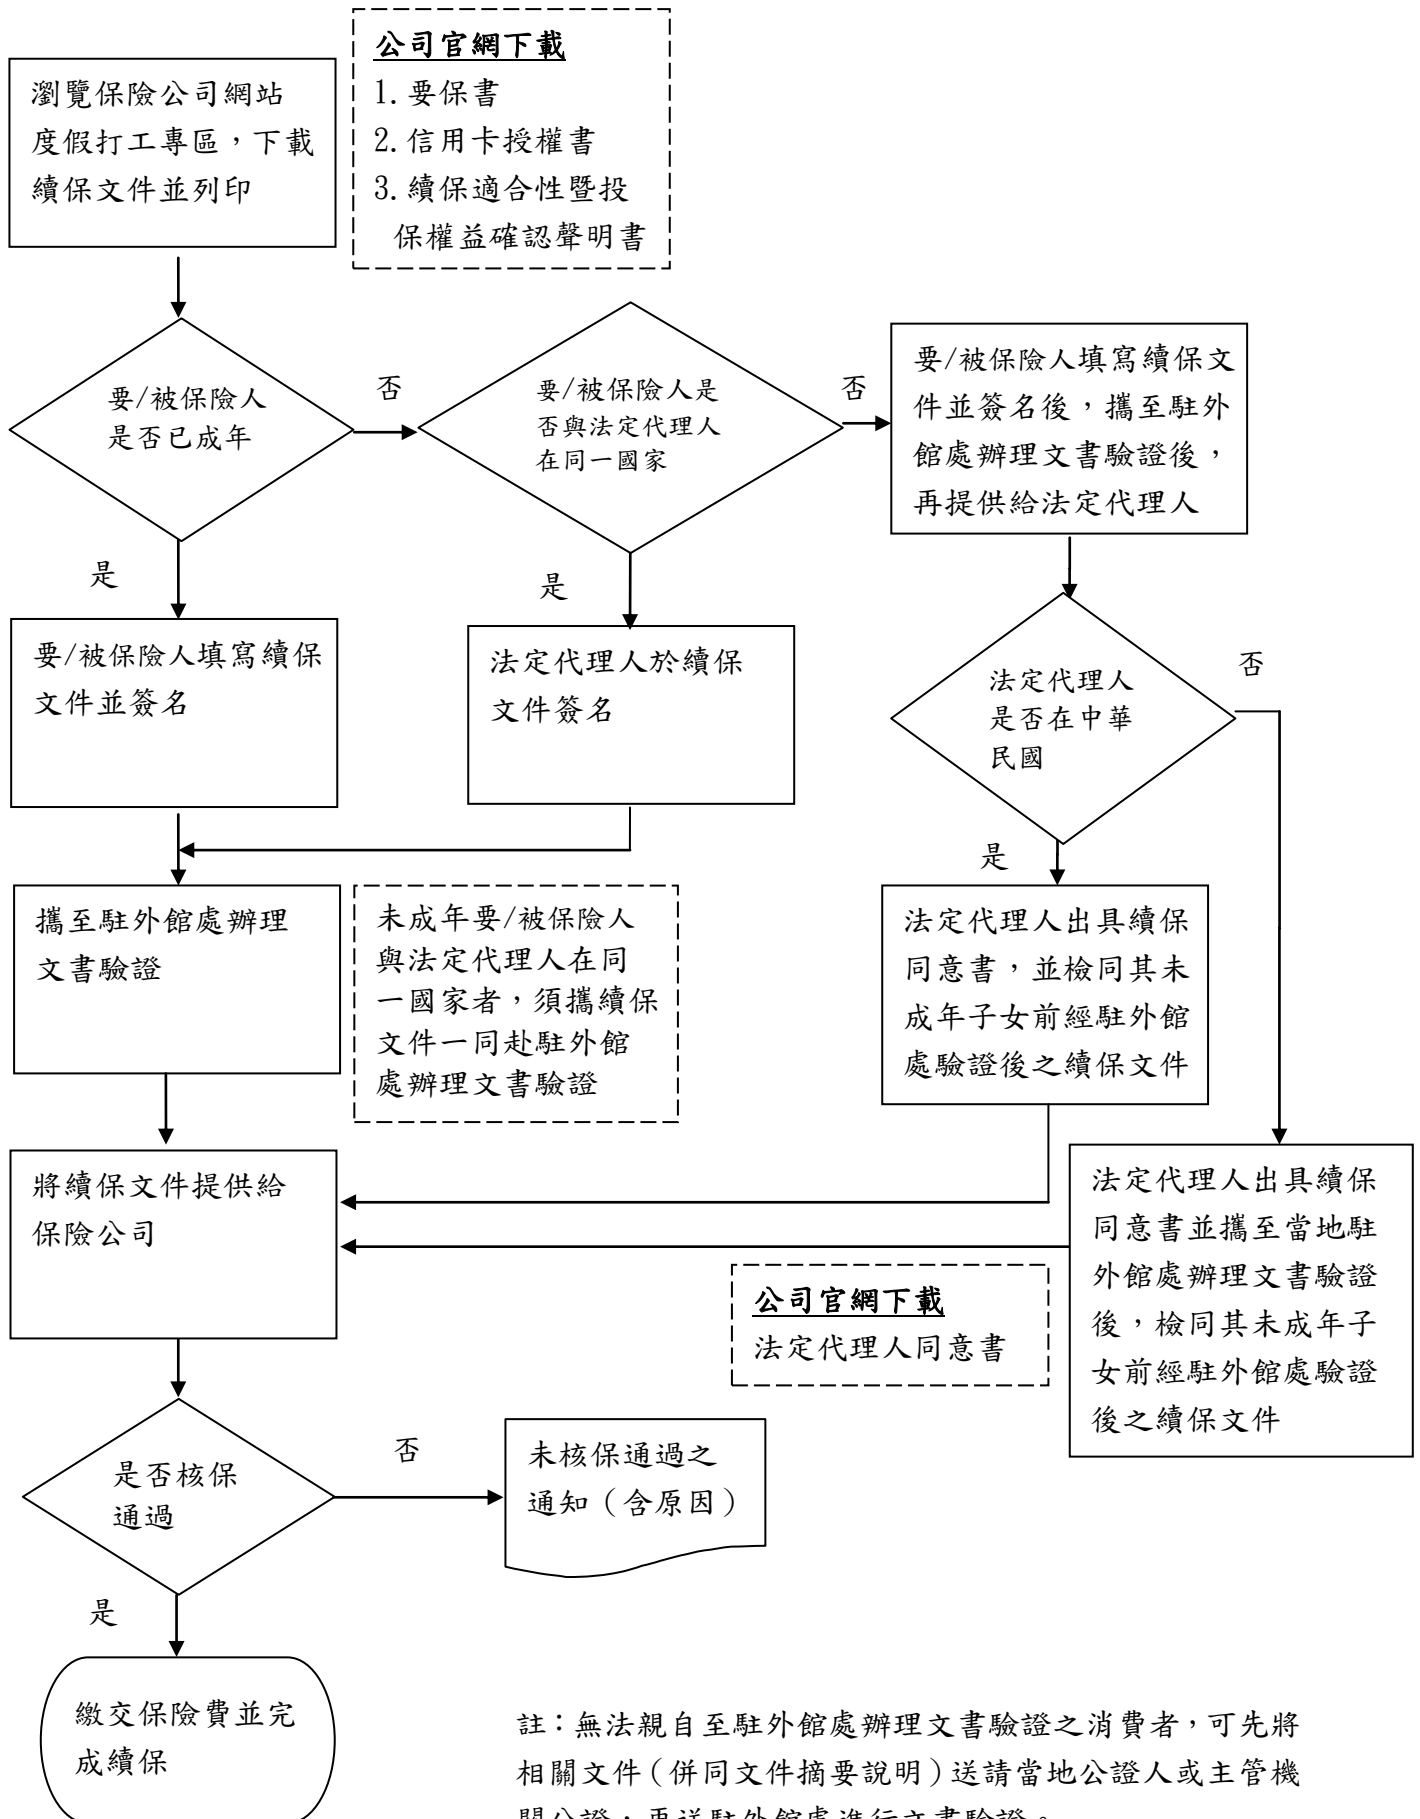 瀏覽保險公司網站
度假打工專區，下載
續保文件並列印
公司官網下載
1.要保書
2.信用卡授權書
3.續保適合性暨投
保權益確認聲明書
要/被保險人
是否已成年
否
要/被保險人是
否與法定代理人
在同一國家
否
要/被保險人填寫續保文
件並簽名後，攜至駐外
館處辦理文書驗證後，
再提供給法定代理人
是
是
要/被保險人填寫續保
文件並簽名
法定代理人於續保
文件簽名
法定代理人
是否在中華
民國
否
是
攜至駐外館處辦理
文書驗證
未成年要/被保險人
與法定代理人在同
一國家者，須攜續保
文件一同赴駐外館
處辦理文書驗證
法定代理人出具續保
同意書，並檢同其未
成年子女前經駐外館
處驗證後之續保文件
將續保文件提供給
保險公司
法定代理人出具續保
同意書並攜至當地駐
外館處辦理文書驗證
後，檢同其未成年子
女前經駐外館處驗證
後之續保文件
公司官網下載
法定代理人同意書
是否核保
通過
否
未核保通過之
通知（含原因）
是
繳交保險費並完
成續保
註：無法親自至駐外館處辦理文書驗證之消費者，可先將
相關文件（併同文件摘要說明）送請當地公證人或主管機
關公證，再送駐外館處進行文書驗證。